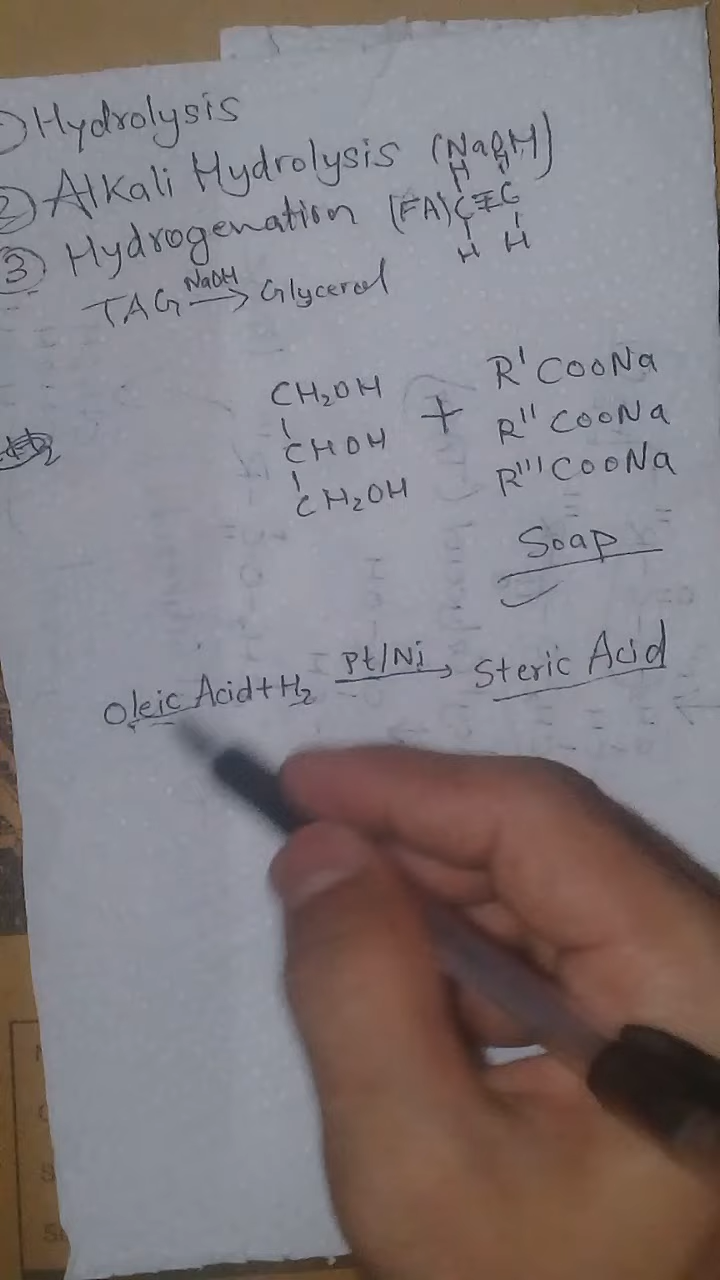 1) Hydrolysis
2) Alkali Hydrolysis (NaOH)
3) Hydrogenation (FA) C=C
H H
H H
TAG NaOH → Glycerol
CH2OH + R'COONa
CHOH R''COONa
CH2OH R'''COONa
Soap
Oleic Acid + H2 Pt/Ni → Steric Acid